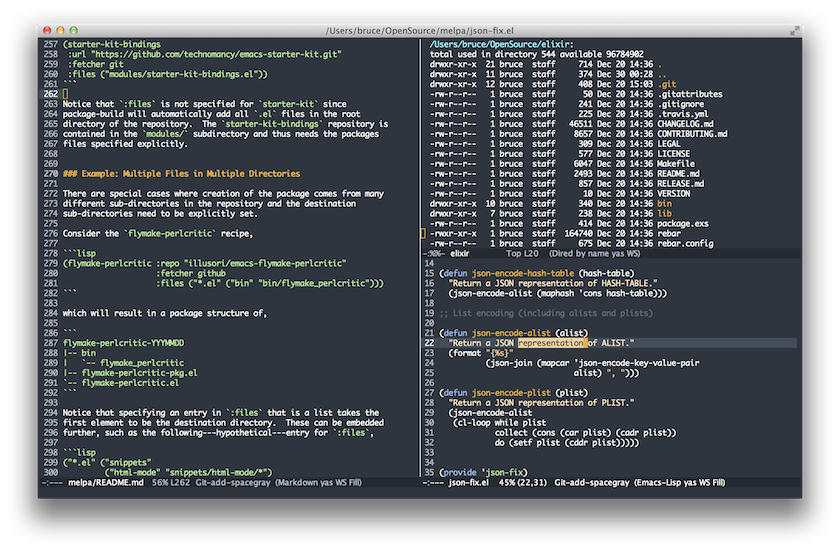 /Users/bruce/OpenSource/melpa/json-fix.el
257 (starter-kit-bindings
258  :url "https://github.com/technomancy/emacs-starter-kit.git"
259  :fetcher git
260  :files ("modules/starter-kit-bindings.el"))
261 ```
262
263 Notice that `:files` is not specified for `starter-kit` since
264 package-build will automatically add all `.el` files in the root
265 directory of the repository.  The `starter-kit-bindings` repository is
266 contained in the `modules/` subdirectory and thus needs the packages
267 files specified explicitly.
268
269
270 ### Example: Multiple Files in Multiple Directories
271
272 There are special cases where creation of the package comes from many
273 different sub-directories in the repository and the destination
274 sub-directories need to be explicitly set.
275
276 Consider the `flymake-perlcritic` recipe,
277
278 ```lisp
279 (flymake-perlcritic :repo "illusori/emacs-flymake-perlcritic"
280                     :fetcher github
281                     :files ("*.el" ("bin" "bin/flymake_perlcritic")))
282 ```
283
284 which will result in a package structure of,
285
286 ```
287 flymake-perlcritic-YYYMMDD
288 |-- bin
289 |   `-- flymake_perlcritic
290 |-- flymake-perlcritic-pkg.el
291 `-- flymake-perlcritic.el
292 ```
293
294 Notice that specifying an entry in `:files` that is a list takes the
295 first element to be the destination directory.  These can be embedded
296 further, such as the following---hypothetical---entry for `:files`,
297
298 ```lisp
299 ("*.el" ("snippets"
300          ("html-mode" "snippets/html-mode/*")
-:--- melpa/README.md  56% L262  Git-add-spacegray  (Markdown yas WS Fill)
/Users/bruce/OpenSource/elixir:
total used in directory 544 available 96784902
drwxr-xr-x  21 bruce  staff     714 Dec 20 14:36 .
drwxr-xr-x  11 bruce  staff     374 Dec 30 00:28 ..
drwxr-xr-x  12 bruce  staff     408 Dec 20 15:03 .git
-rw-r--r--   1 bruce  staff      50 Dec 20 14:36 .gitattributes
-rw-r--r--   1 bruce  staff     241 Dec 20 14:36 .gitignore
-rw-r--r--   1 bruce  staff     225 Dec 20 14:36 .travis.yml
-rw-r--r--   1 bruce  staff   46511 Dec 20 14:36 CHANGELOG.md
-rw-r--r--   1 bruce  staff    8657 Dec 20 14:36 CONTRIBUTING.md
-rw-r--r--   1 bruce  staff     309 Dec 20 14:36 LEGAL
-rw-r--r--   1 bruce  staff     577 Dec 20 14:36 LICENSE
-rw-r--r--   1 bruce  staff    6047 Dec 20 14:36 Makefile
-rw-r--r--   1 bruce  staff    2493 Dec 20 14:36 README.md
-rw-r--r--   1 bruce  staff     857 Dec 20 14:36 RELEASE.md
-rw-r--r--   1 bruce  staff      10 Dec 20 14:36 VERSION
drwxr-xr-x  10 bruce  staff     340 Dec 20 14:36 bin
drwxr-xr-x   7 bruce  staff     238 Dec 20 14:36 lib
-rw-r--r--   1 bruce  staff     414 Dec 20 14:36 package.exs
-rwxr-xr-x   1 bruce  staff  164740 Dec 20 14:36 rebar
-rw-r--r--   1 bruce  staff     675 Dec 20 14:36 rebar.config
-:%%- elixir         Top L20   (Dired by name yas WS)
14
15 (defun json-encode-hash-table (hash-table)
16   "Return a JSON representation of HASH-TABLE."
17   (json-encode-alist (maphash 'cons hash-table)))
18
19 ;; List encoding (including alists and plists)
20
21 (defun json-encode-alist (alist)
22   "Return a JSON representation of ALIST."
23   (format "{%s}"
24           (json-join (mapcar 'json-encode-key-value-pair
25                              alist) ", ")))
26
27 (defun json-encode-plist (plist)
28   "Return a JSON representation of PLIST."
29   (json-encode-alist
30    (cl-loop while plist
31             collect (cons (car plist) (cadr plist))
32             do (setf plist (cddr plist)))))
33
34
35 (provide 'json-fix)
-:--- json-fix.el   45% (22,31)  Git-add-spacegray  (Emacs-Lisp yas WS Fill)